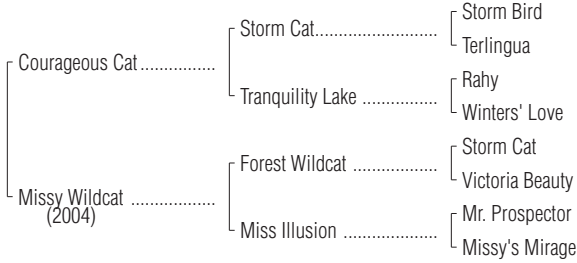 Storm Bird
Storm Cat..............................
Terlingua
Courageous Cat................
Rahy
Tranquility Lake ..................
Winters' Love
Storm Cat
Forest Wildcat ....................
Victoria Beauty
Missy Wildcat ..................
(2004)
Mr. Prospector
Miss Illusion ......................
Missy's Mirage